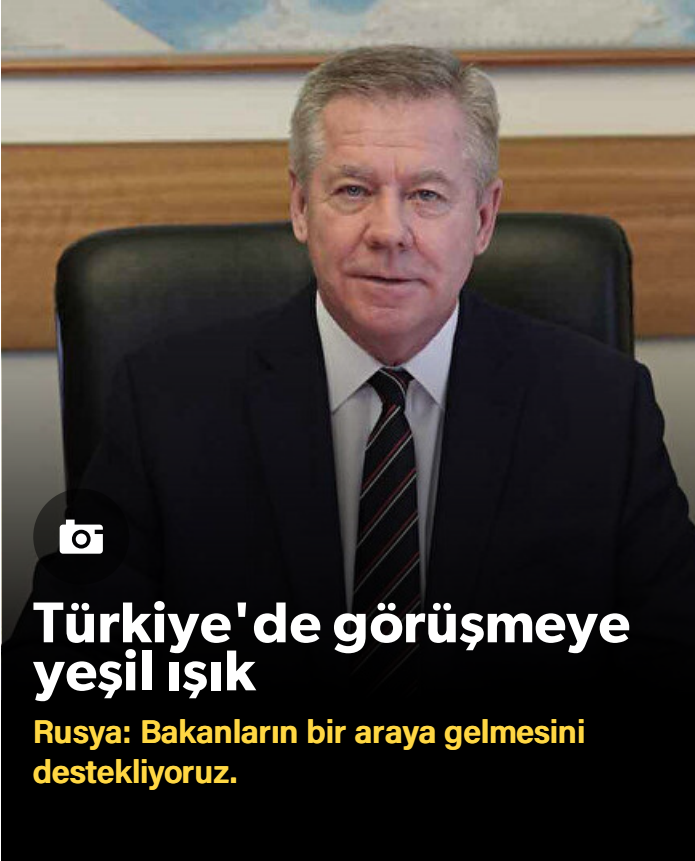 Türkiye'de görüşmeye
yeşil ışık
Rusya: Bakanların bir araya gelmesini
destekliyoruz.